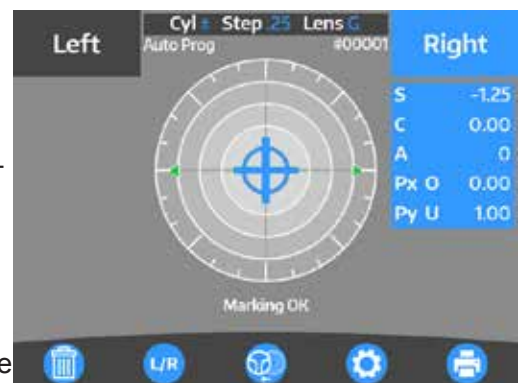 Cyl ± Step .25 Lens G
Left
Auto Prog #00001
Right
S -1.25
C 0.00
A 0
Px O 0.00
Py U 1.00
Marking OK
L/R
e